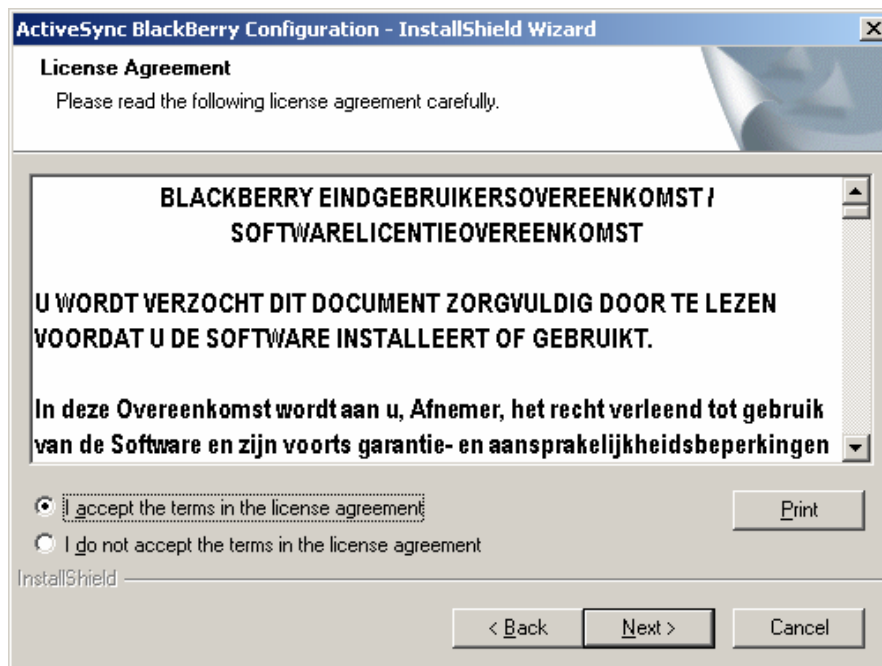 ActiveSync BlackBerry Configuration - InstallShield Wizard
License Agreement
Please read the following license agreement carefully.
BLACKBERRY EINDGEBRUIKERSOVEREENKOMST /
SOFTWARELICENTIEOVEREENKOMST
U WORDT VERZOCHT DIT DOCUMENT ZORGVULDIG DOOR TE LEZEN
VOORDAT U DE SOFTWARE INSTALLEERT OF GEBRUIKT.
In deze Overeenkomst wordt aan u, Afnemer, het recht verleend tot gebruik
van de Software en zijn voorts garantie- en aansprakelijkheidsbeperkingen
I accept the terms in the license agreement
Print
I do not accept the terms in the license agreement
InstallShield
< Back
Next >
Cancel